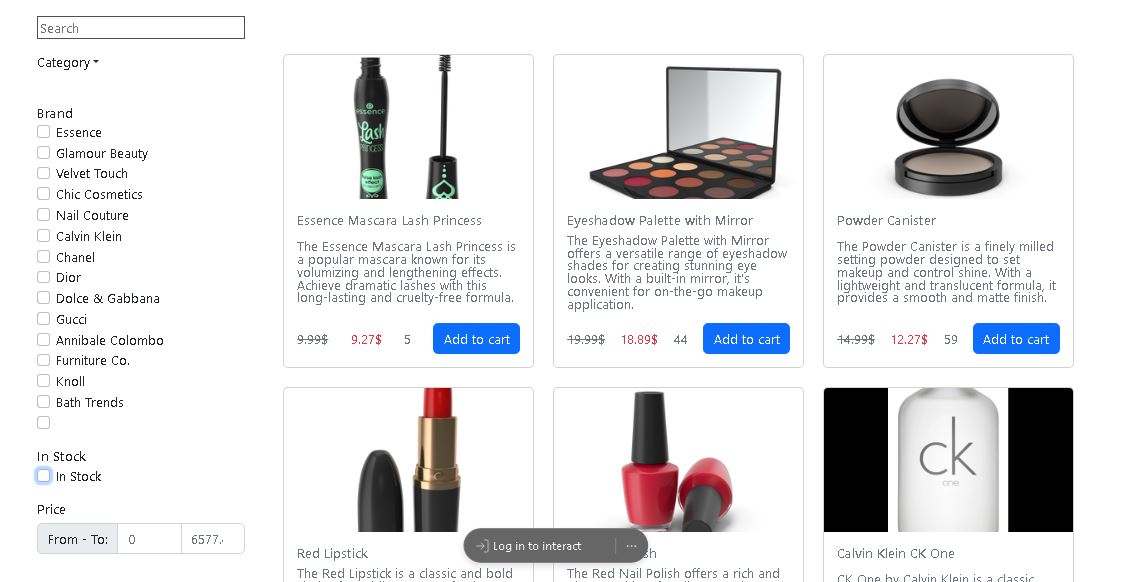 Search
Category
Brand
Essence
Glamour Beauty
Velvet Touch
Chic Cosmetics
Nail Couture
Calvin Klein
Chanel
Dior
Dolce & Gabbana
Gucci
Annibale Colombo
Furniture Co.
Knoll
Bath Trends
In Stock
In Stock
Price
From - To: 0 6577.
essence
Lash
PRINCESS
Essence Mascara Lash Princess
The Essence Mascara Lash Princess is
a popular mascara known for its
volumizing and lengthening effects.
Achieve dramatic lashes with this
long-lasting and cruelty-free formula.
9.99$ 9.27$ 5 Add to cart
Eyeshadow Palette with Mirror
The Eyeshadow Palette with Mirror
offers a versatile range of eyeshadow
shades for creating stunning eye
looks. With a built-in mirror, it's
convenient for on-the-go makeup
application.
19.99$ 18.89$ 44 Add to cart
Powder Canister
The Powder Canister is a finely milled
setting powder designed to set
makeup and control shine. With a
lightweight and translucent formula, it
provides a smooth and matte finish.
14.99$ 12.27$ 59 Add to cart
Red Lipstick
The Red Lipstick is a classic and bold
The Red Nail Polish offers a rich and
ck
one
Calvin Klein CK One
CK One by Calvin Klein is a classic
Log in to interact ...